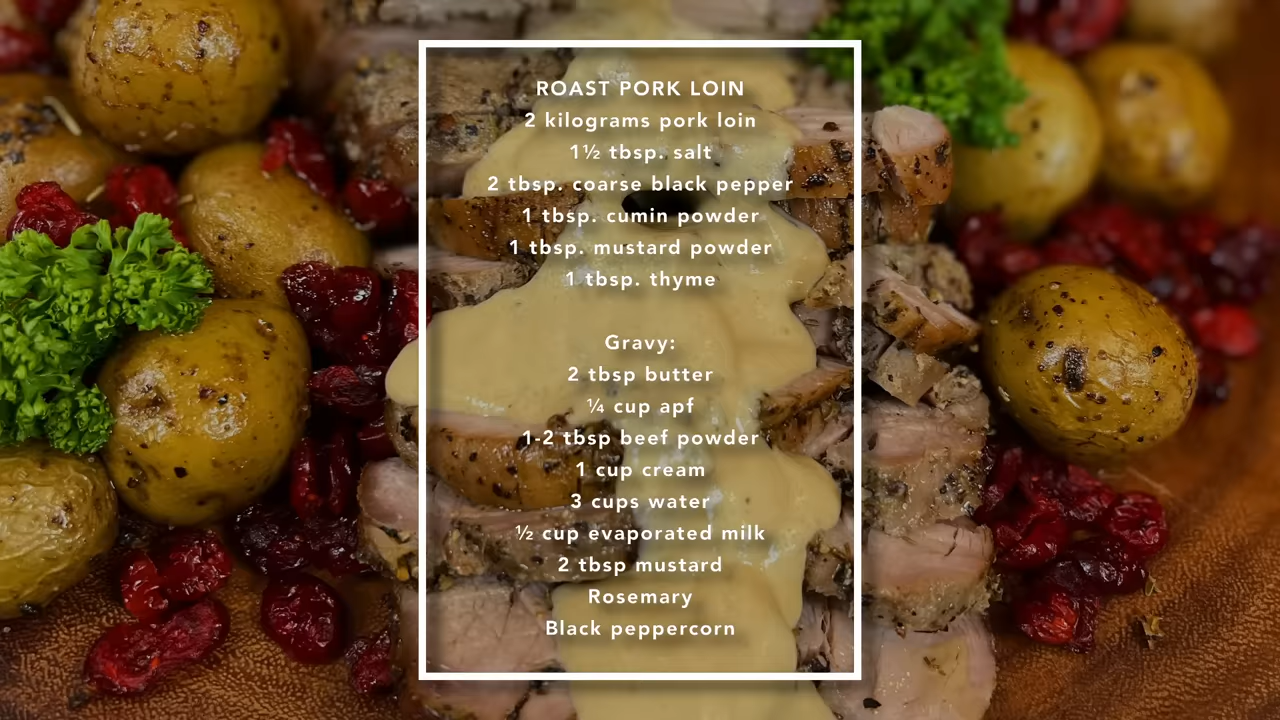 ROAST PORK LOIN
2 kilograms pork loin
1½ tbsp. salt
2 tbsp. coarse black pepper
1 tbsp. cumin powder
1 tbsp. mustard powder
1 tbsp. thyme
Gravy:
2 tbsp butter
¼ cup apf
1-2 tbsp beef powder
1 cup cream
3 cups water
½ cup evaporated milk
2 tbsp mustard
Rosemary
Black peppercorn